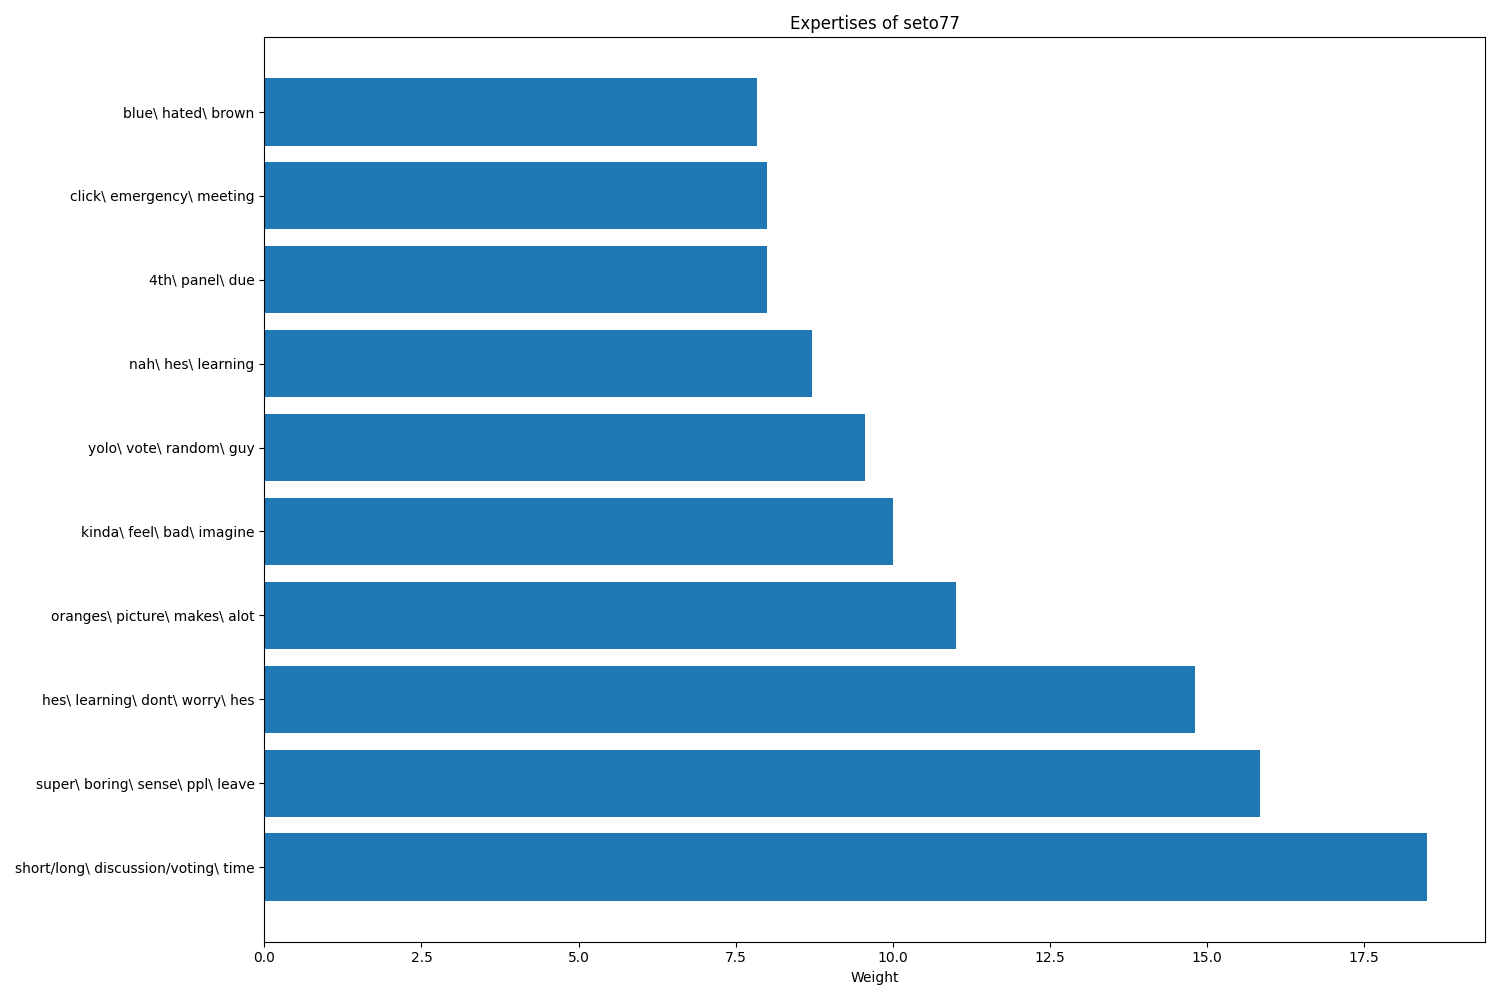 Expertises of seto77
blue\ hated\ brown
click\ emergency\ meeting
4th\ panel\ due
nah\ hes\ learning
yolo\ vote\ random\ guy
kinda\ feel\ bad\ imagine
oranges\ picture\ makes\ alot
hes\ learning\ dont\ worry\ hes
super\ boring\ sense\ ppl\ leave
short/long\ discussion/voting\ time
0.0 2.5 5.0 7.5 10.0 12.5 15.0 17.5
Weight